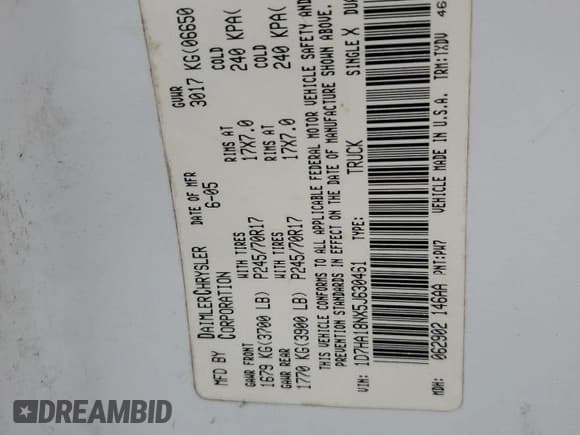 MFD BY DAIMLERCHRYSLER CORPORATION
DATE OF MFR 6-05
GVWR 3017 KG(06650
GAWR FRONT WITH TIRES RIMS AT COLD
1679 KG(3700 LB) P245/70R17 17X7.0 240 KPA(
GAWR REAR WITH TIRES RIMS AT COLD
1770 KG(3900 LB) P245/70R17 17X7.0 240 KPA(
THIS VEHICLE CONFORMS TO ALL APPLICABLE FEDERAL MOTOR VEHICLE SAFETY AND
PREVENTION STANDARDS IN EFFECT ON THE DATE OF MANUFACTURE SHOWN ABOVE.
VIN: 1D7HA18NX5J630461 TYPE: TRUCK SINGLE X DUA
MDH: 062902 146AA PNT:PW7 VEHICLE MADE IN U.S.A. TRM:TXDV 46
DREAMBID